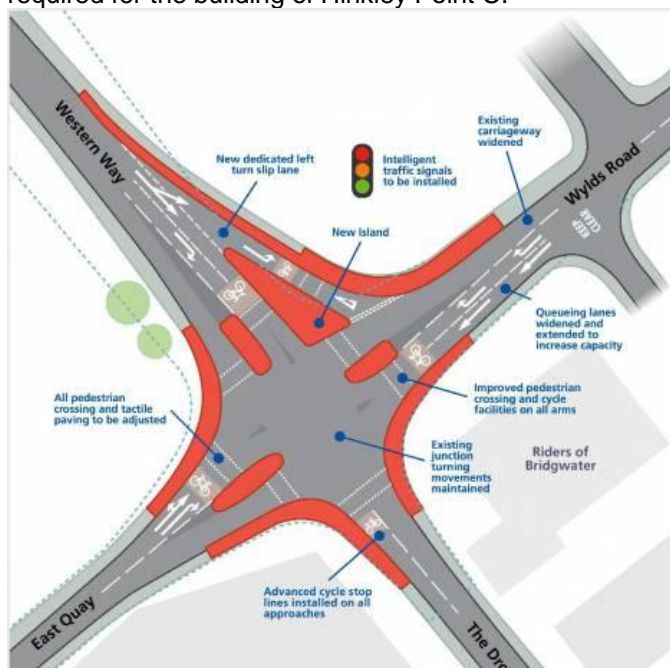 required for the building of Hinkley Point C.
Western Way
New dedicated left
turn slip lane
Intelligent
traffic signals
to be installed
Existing
carriageway
widened
Wylds Road
KEEP
CLEAR
New Island
Queueing lanes
widened and
extended to
increase capacity
All pedestrian
crossing and tactile
paving to be adjusted
Improved pedestrian
crossing and cycle
facilities on all arms
Existing
junction
turning
movements
maintained
Riders of
Bridgwater
Advanced cycle stop
lines installed on all
approaches
East Quay
The Dro